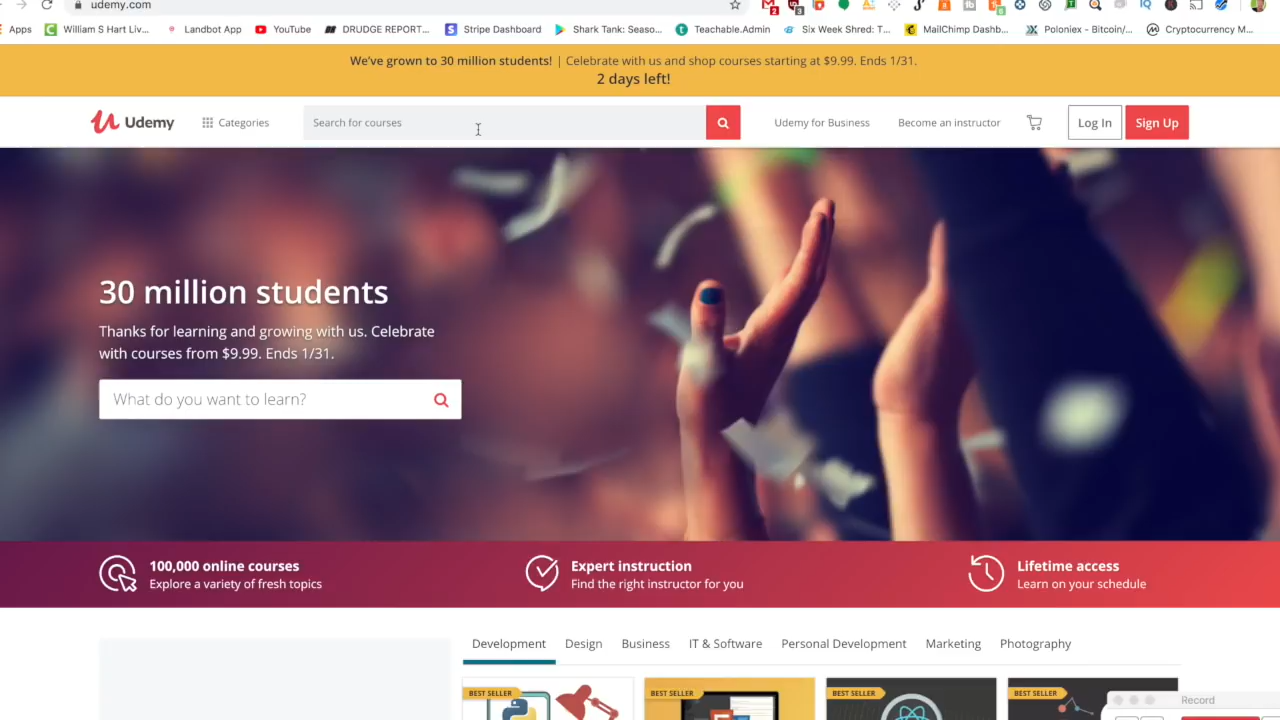 udemy.com
2
3
6
Apps
William S Hart Liv...
Landbot App
YouTube
DRUDGE REPORT...
Stripe Dashboard
Shark Tank: Seaso...
Teachable.Admin
Six Week Shred: T...
MailChimp Dashb...
Poloniex - Bitcoin/...
Cryptocurrency M...
We've grown to 30 million students! | Celebrate with us and shop courses starting at $9.99. Ends 1/31.
2 days left!
Udemy
Categories
Search for courses
Udemy for Business
Become an instructor
Log In
Sign Up
30 million students
Thanks for learning and growing with us. Celebrate
with courses from $9.99. Ends 1/31.
What do you want to learn?
100,000 online courses
Explore a variety of fresh topics
Expert instruction
Find the right instructor for you
Lifetime access
Learn on your schedule
Development
Design
Business
IT & Software
Personal Development
Marketing
Photography
BEST SELLER
BEST SELLER
BEST SELLER
BEST SELLER
Record